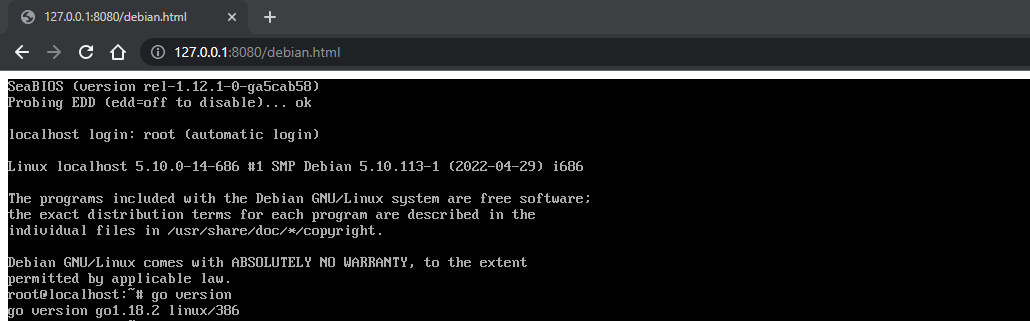 127.0.0.1:8080/debian.html
127.0.0.1:8080/debian.html
SeaBIOS (version rel-1.12.1-0-ga5cab58)
Probing EDD (edd=off to disable)... ok
localhost login: root (automatic login)
Linux localhost 5.10.0-14-686 #1 SMP Debian 5.10.113-1 (2022-04-29) i686
The programs included with the Debian GNU/Linux system are free software;
the exact distribution terms for each program are described in the
individual files in /usr/share/doc/*/copyright.
Debian GNU/Linux comes with ABSOLUTELY NO WARRANTY, to the extent
permitted by applicable law.
root@localhost:~# go version
go version go1.18.2 linux/386